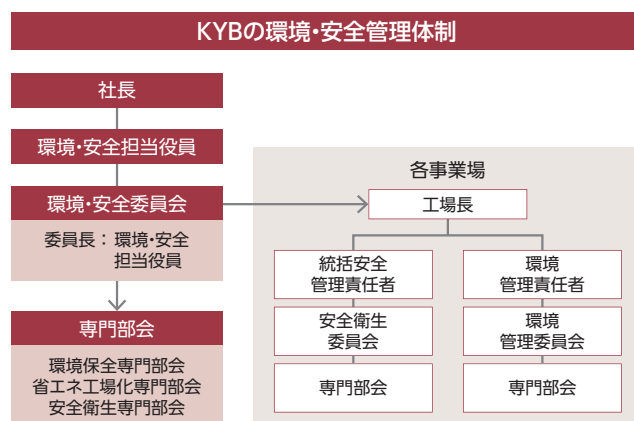 KYBの環境・安全管理体制
社長
環境・安全担当役員
環境・安全委員会
委員長：環境・安全
担当役員
専門部会
環境保全専門部会
省エネ工場化専門部会
安全衛生専門部会
各事業場
工場長
統括安全
管理責任者
安全衛生
委員会
専門部会
環境
管理責任者
環境
管理委員会
専門部会